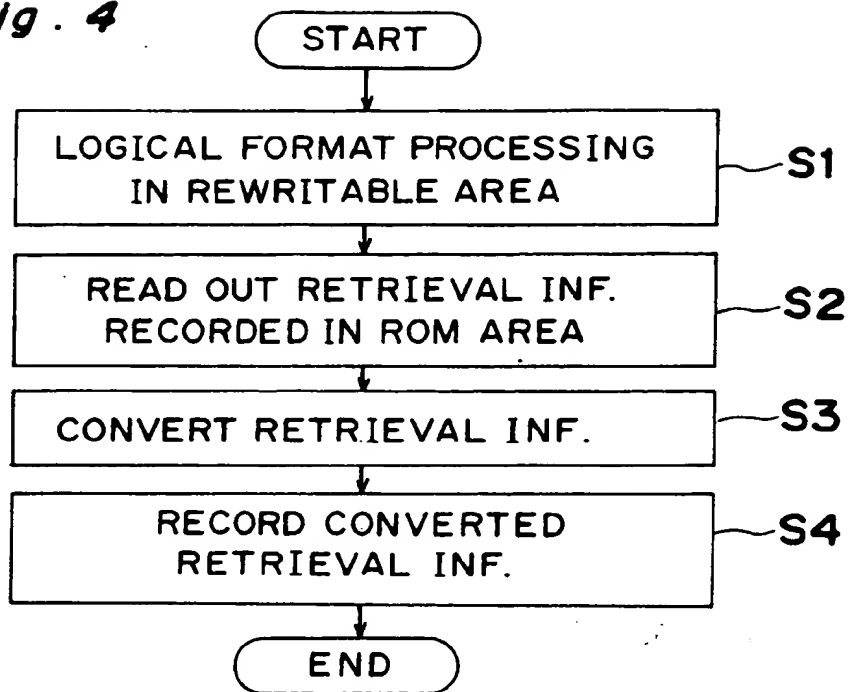 ig. 4
START
LOGICAL FORMAT PROCESSING
IN REWRITABLE AREA
S1
READ OUT RETRIEVAL INF.
RECORDED IN ROM AREA
S2
CONVERT RETRIEVAL INF.
S3
RECORD CONVERTED
RETRIEVAL INF.
S4
END